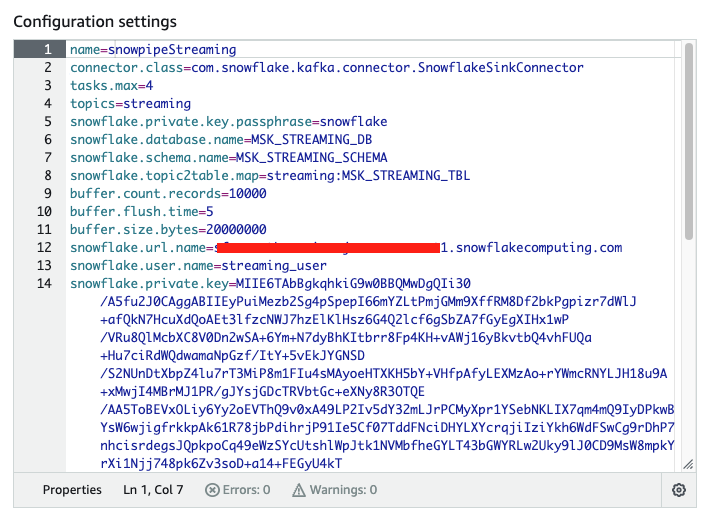 Configuration settings
1 name=snowpipeStreaming
2 connector.class=com.snowflake.kafka.connector.SnowflakeSinkConnector
3 tasks.max=4
4 topics=streaming
5 snowflake.private.key.passphrase=snowflake
6 snowflake.database.name=MSK_STREAMING_DB
7 snowflake.schema.name=MSK_STREAMING_SCHEMA
8 snowflake.topic2table.map=streaming:MSK_STREAMING_TBL
9 buffer.count.records=10000
10 buffer.flush.time=5
11 buffer.size.bytes=20000000
12 snowflake.url.name= 1.snowflakecomputing.com
13 snowflake.user.name=streaming_user
14 snowflake.private.key=MIIE6TAbBgkqhkiG9w0BBQMwDgQIi30
/A5fu2J0CAggABIIEyPuiMezb2Sg4pSpepI66mYZLtPmjGMm9XffRM8Df2bkPgpizr7dWlJ
+afQkN7HcuXdQoAEt3lfzcNWJ7hzElKlHsz6G4Q2lcf6gSbZA7fGyEgXIHx1wP
/VRu8QlMcbXC8V0Dn2wSA+6Ym+N7dyBhKItbrr8Fp4KH+vAWj16yBkvtbQ4vhFUQa
+Hu7ciRdWQdwamaNpGzf/ItY+5vEkJYGNSD
/S2NUnDtXbpZ4lu7rT3MiP8m1FIu4sMAyoeHTXKH5bY+VHfpAfyLEXMzAo+rYWmcRNYLJH18u9A
+xMwjI4MBrMJ1PR/gJYsjGDcTRVbtGc+eXNy8R3OTQE
/AA5ToBEVxOLiy6Yy2oEVThQ9v0xA49LP2Iv5dY32mLJrPCMyXpr1YSebNKLIX7qm4mQ9IyDPkwB
YsW6wjigfrkkpAk61R78jbPdihrjP91Ie5Cf07TddFNciDHYLXYcrqjiIziYkh6WdFSwCg9rDhP7
nhcisrdegsJQpkpoCq49eWzSYcUtshlWpJtk1NVMbfheGYLT43bGWYRLw2Uky9lJ0CD9MsW8mpkY
rXi1Njj748pk6Zv3soD+a14+FEGyU4kT
Properties Ln 1, Col 7 Errors: 0 Warnings: 0